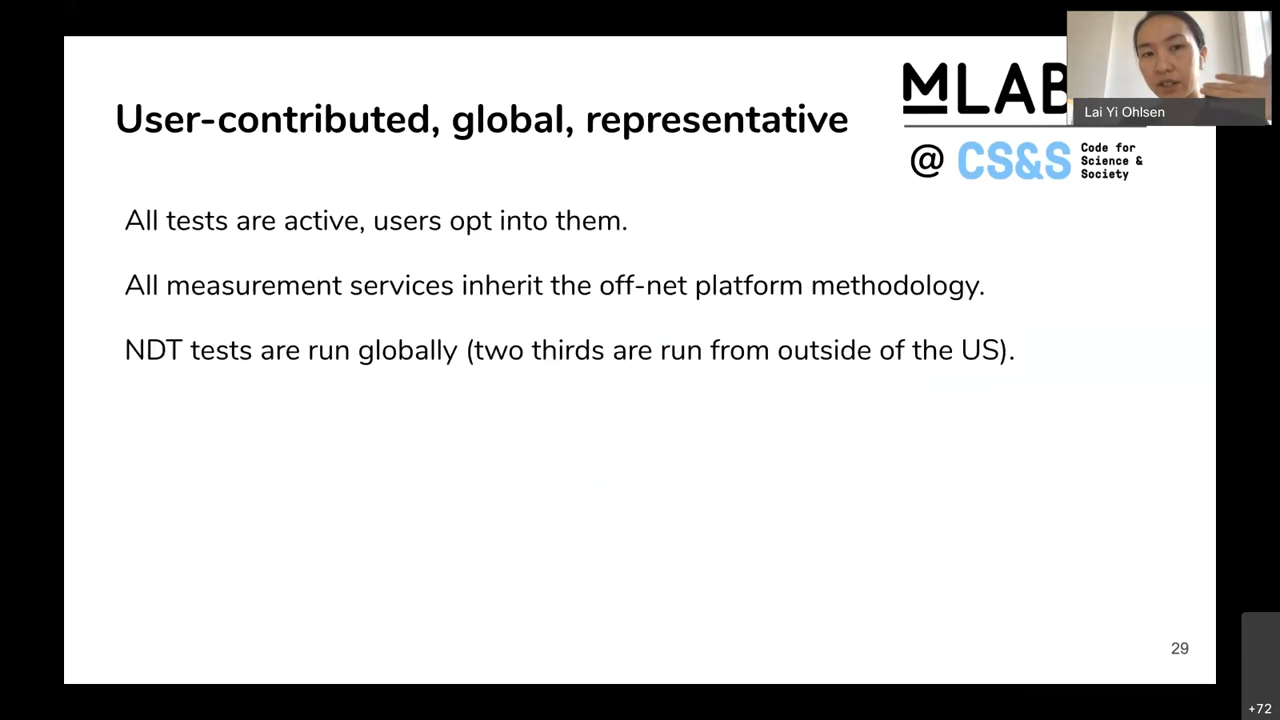 User-contributed, global, representative
MLAB
Lai Yi Ohlsen
@ CS&S Code for
Science &
Society
All tests are active, users opt into them.
All measurement services inherit the off-net platform methodology.
NDT tests are run globally (two thirds are run from outside of the US).
29
+72